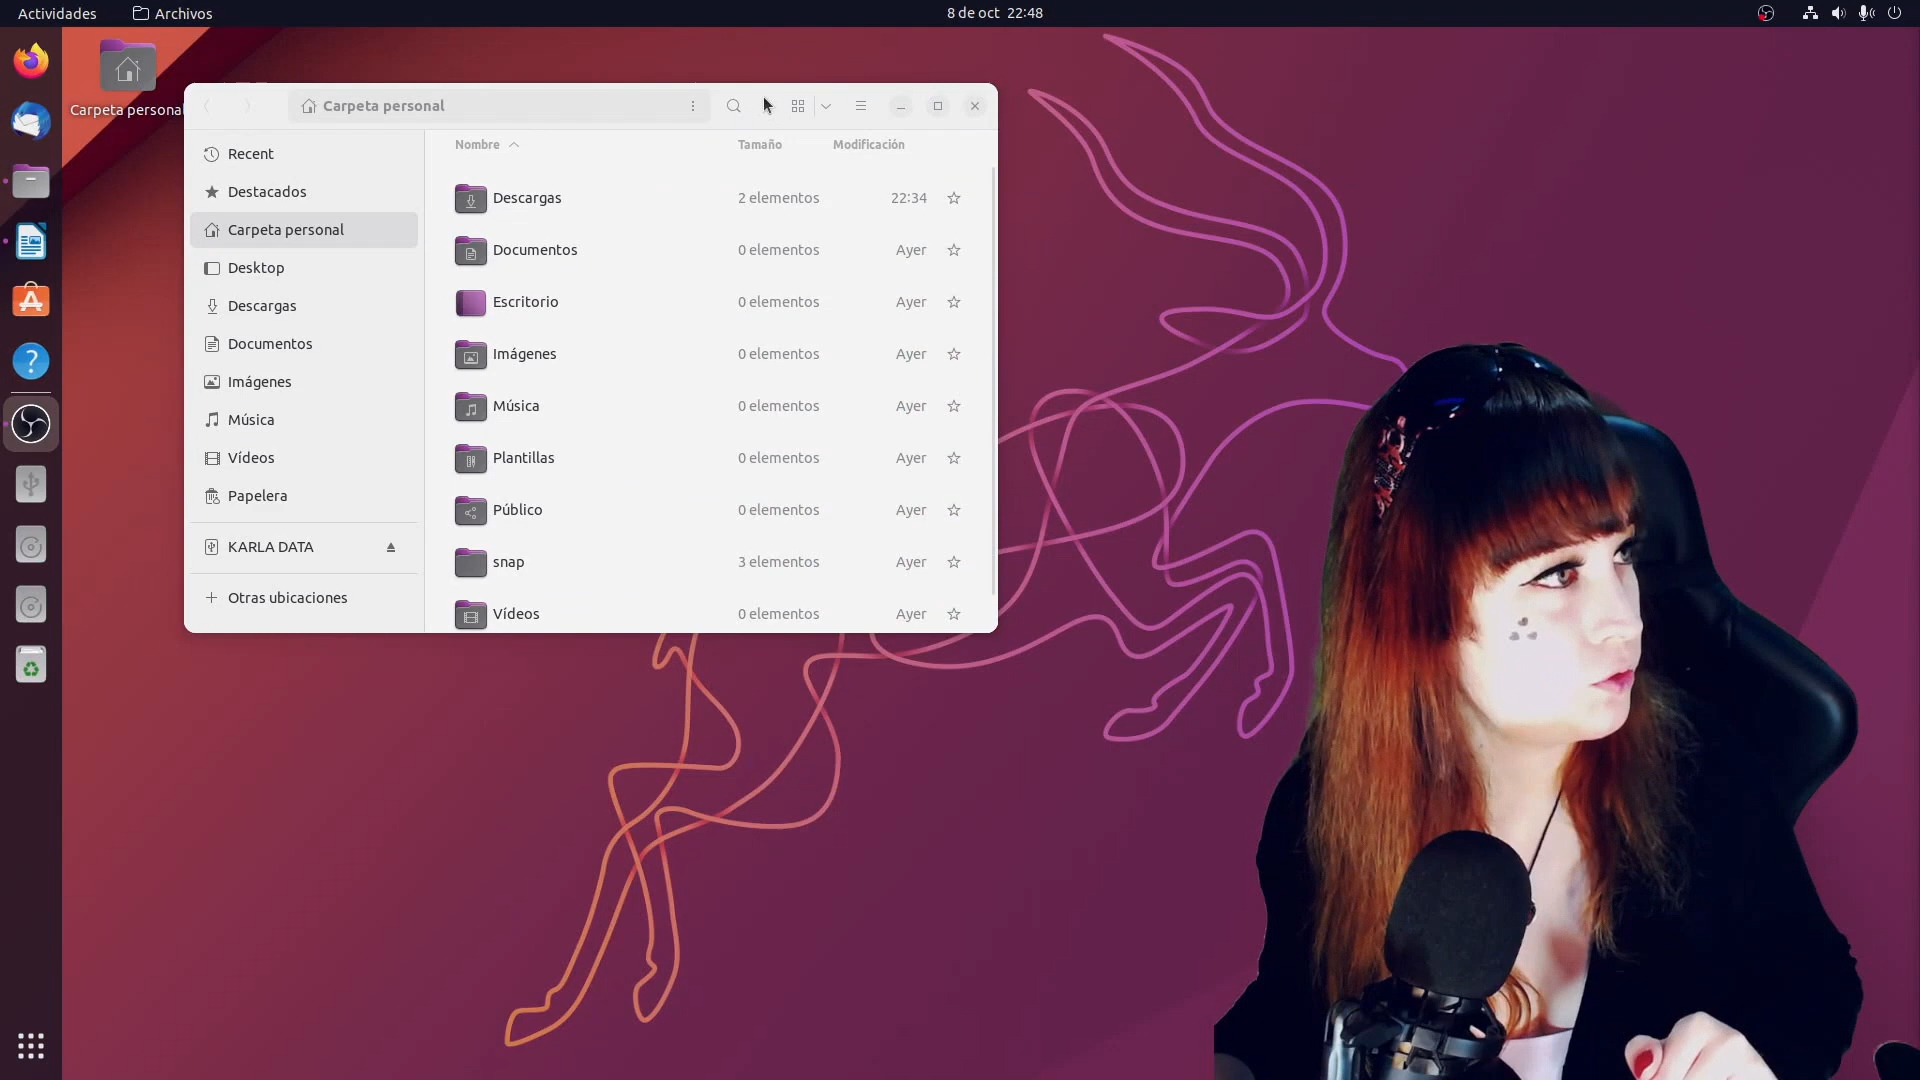 Actividades
Archivos
8 de oct 22:48
Carpeta personal
Carpeta personal
Recent
Destacados
Carpeta personal
Desktop
Descargas
Documentos
Imágenes
Música
Vídeos
Papelera
KARLA DATA
Otras ubicaciones
Nombre Tamaño Modificación
Descargas 2 elementos 22:34
Documentos 0 elementos Ayer
Escritorio 0 elementos Ayer
Imágenes 0 elementos Ayer
Música 0 elementos Ayer
Plantillas 0 elementos Ayer
Público 0 elementos Ayer
snap 3 elementos Ayer
Vídeos 0 elementos Ayer